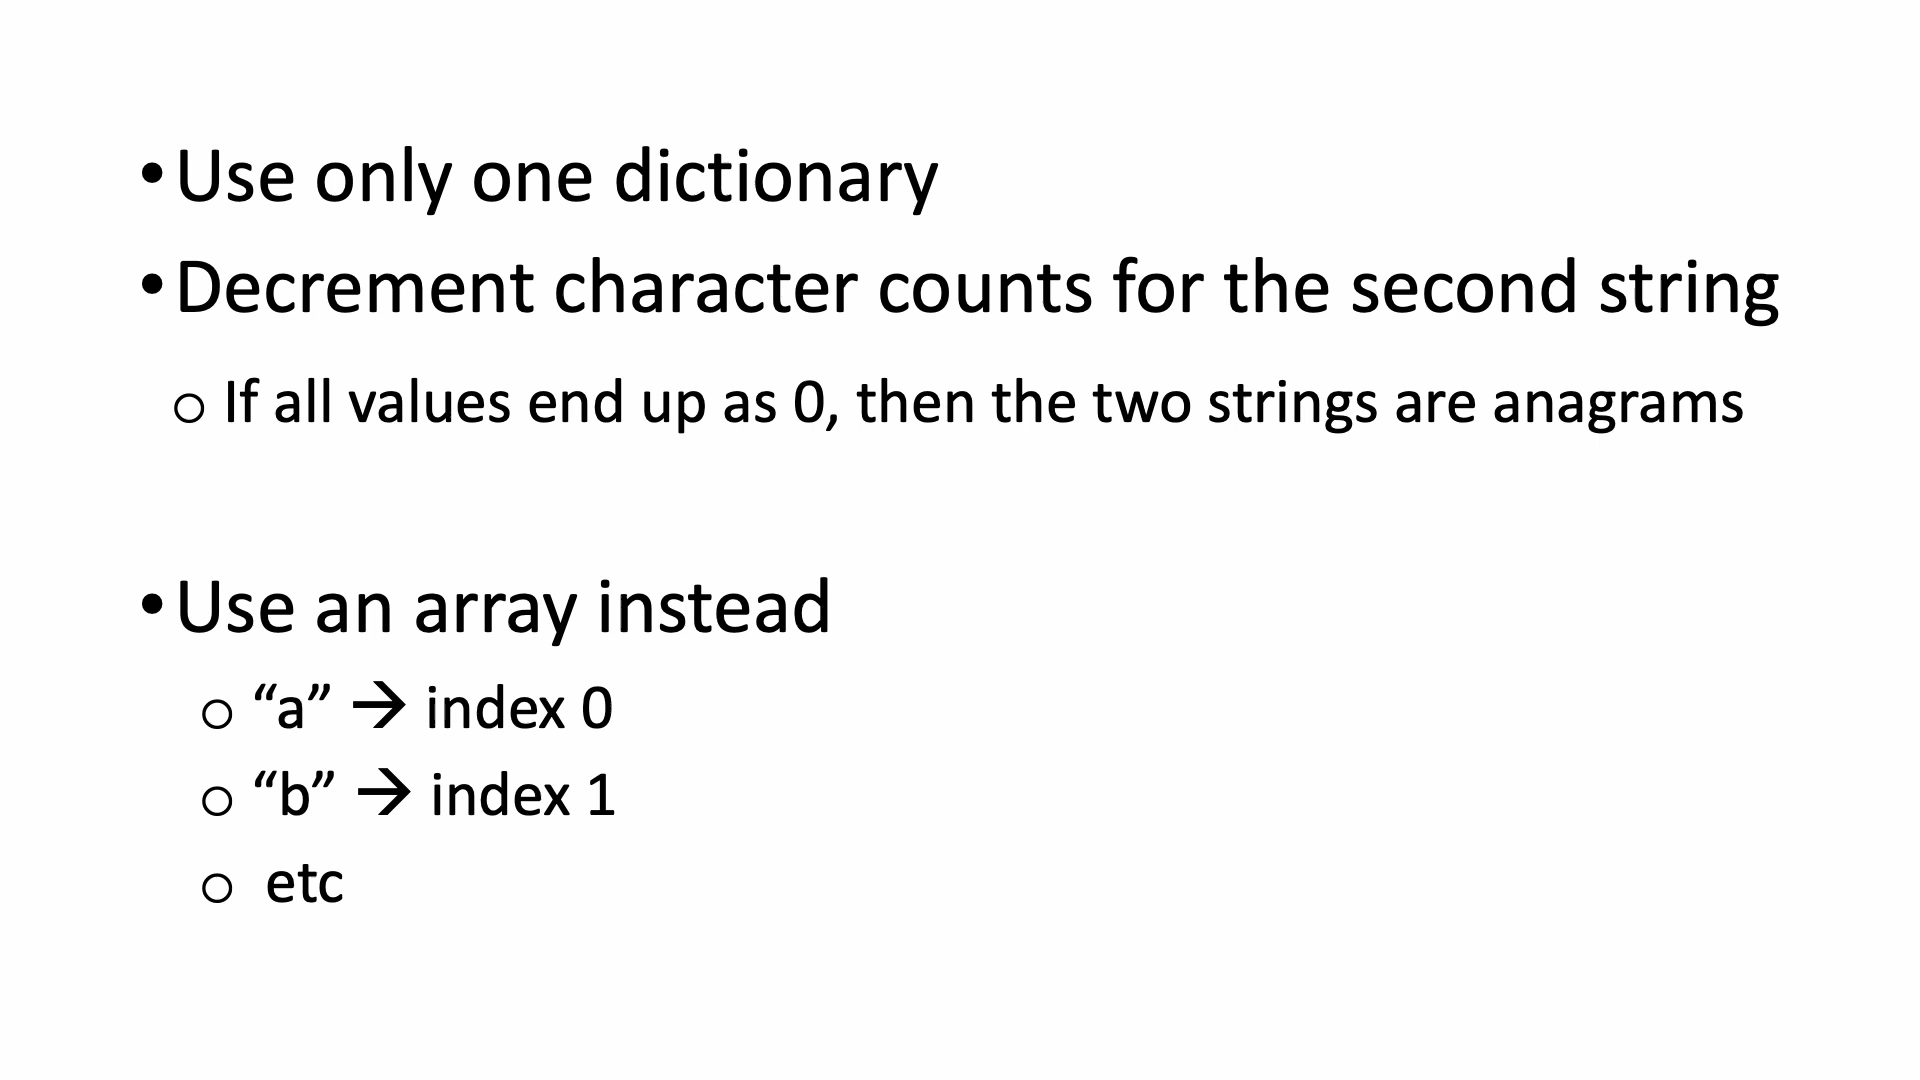 •Use only one dictionary
•Decrement character counts for the second string
o If all values end up as 0, then the two strings are anagrams
•Use an array instead
o “a” → index 0
o “b” → index 1
o etc